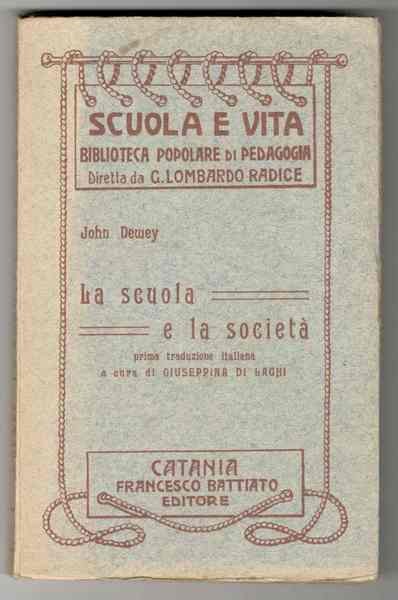 SCUOLA E VITA
BIBLIOTECA POPOLARE DI PEDAGOGIA
Diretta da G. LOMBARDO RADICE
John Dewey
La scuola
e la società
prima traduzione italiana
a cura di GIUSEPPINA DI LAGHI
CATANIA
FRANCESCO BATTIATO
EDITORE